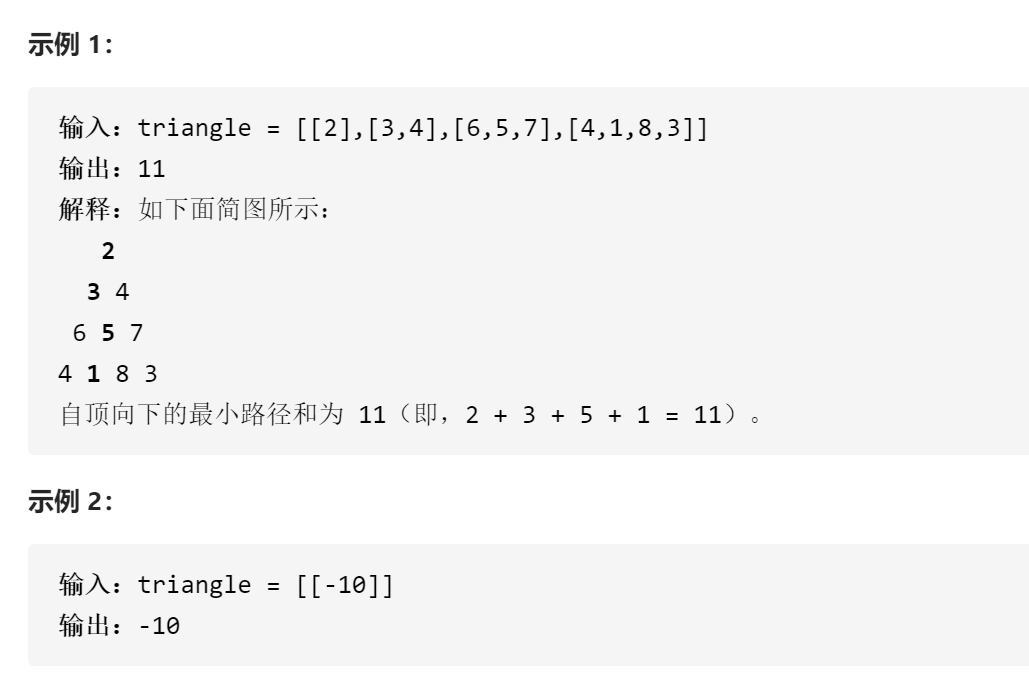 示例 1：
输入：triangle = [[2],[3,4],[6,5,7],[4,1,8,3]]
输出：11
解释：如下面简图所示：
   2
  3 4
 6 5 7
4 1 8 3
自顶向下的最小路径和为 11（即，2 + 3 + 5 + 1 = 11）。
示例 2：
输入：triangle = [[-10]]
输出：-10